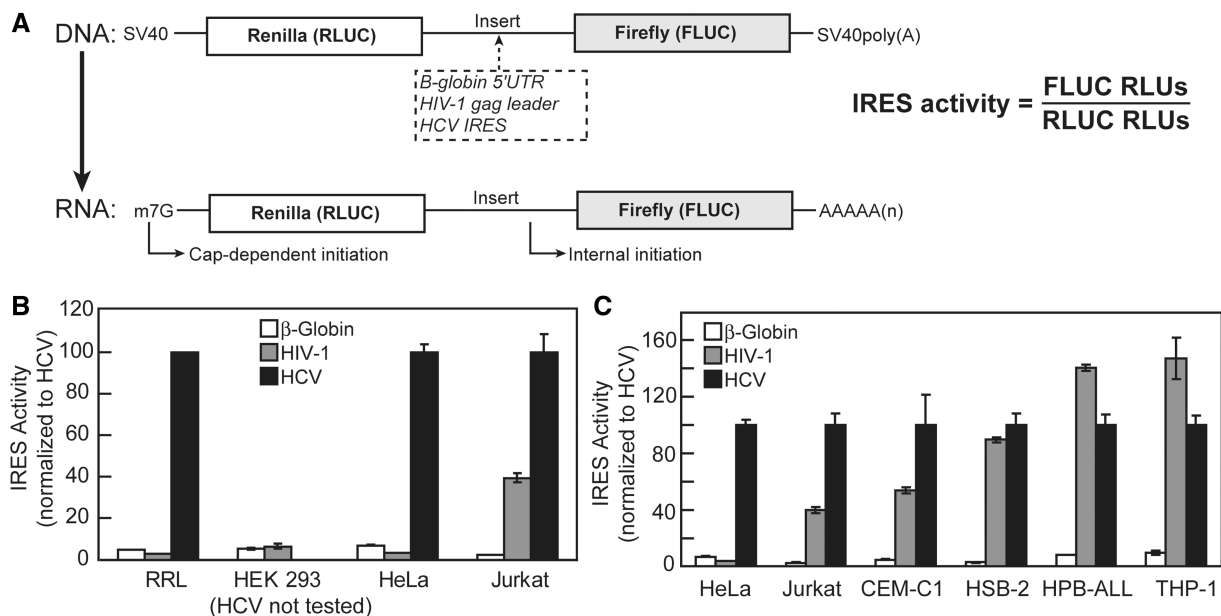 A
DNA: SV40 Renilla (RLUC) Insert Firefly (FLUC) SV40poly(A)
B-globin 5'UTR
HIV-1 gag leader
HCV IRES
IRES activity = FLUC RLUs
RLUC RLUs
RNA: m7G Renilla (RLUC) Insert Firefly (FLUC) AAAAA(n)
Cap-dependent initiation Internal initiation
B
IRES Activity
(normalized to HCV)
120
100
80
60
40
20
0
β-Globin
HIV-1
HCV
RRL HEK 293 HeLa Jurkat
(HCV not tested)
C
IRES Activity
(normalized to HCV)
160
120
80
40
0
β-Globin
HIV-1
HCV
HeLa Jurkat CEM-C1 HSB-2 HPB-ALL THP-1